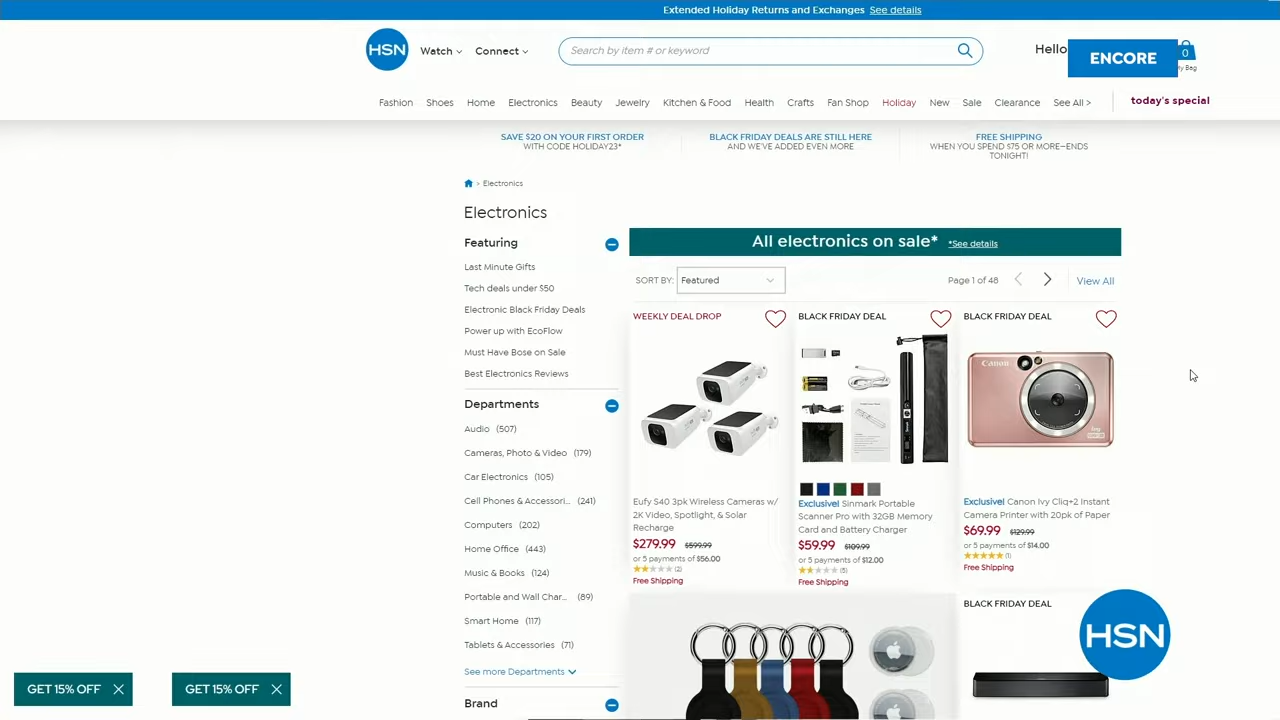 Extended Holiday Returns and Exchanges See details
HSN
Watch
Connect
Search by item # or keyword
Hello
ENCORE
0
y Bag
Fashion Shoes Home Electronics Beauty Jewelry Kitchen & Food Health Crafts Fan Shop Holiday New Sale Clearance See All >
today's special
SAVE $20 ON YOUR FIRST ORDER
WITH CODE HOLIDAY23*
BLACK FRIDAY DEALS ARE STILL HERE
AND WE'VE ADDED EVEN MORE
FREE SHIPPING
WHEN YOU SPEND $75 OR MORE—ENDS
TONIGHT!
> Electronics
Electronics
Featuring
Last Minute Gifts
Tech deals under $50
Electronic Black Friday Deals
Power up with EcoFlow
Must Have Bose on Sale
Best Electronics Reviews
Departments
Audio (507)
Cameras, Photo & Video (179)
Car Electronics (105)
Cell Phones & Accessori... (241)
Computers (202)
Home Office (443)
Music & Books (124)
Portable and Wall Char... (89)
Smart Home (117)
Tablets & Accessories (71)
See more Departments
Brand
All electronics on sale* *See details
SORT BY: Featured
Page 1 of 48
View All
WEEKLY DEAL DROP
Eufy S40 3pk Wireless Cameras w/
2K Video, Spotlight, & Solar
Recharge
$279.99 $599.99
or 5 payments of $56.00
(2)
Free Shipping
BLACK FRIDAY DEAL
Exclusive! Sinmark Portable
Scanner Pro with 32GB Memory
Card and Battery Charger
$59.99 $109.99
or 5 payments of $12.00
(5)
Free Shipping
BLACK FRIDAY DEAL
Canon
Exclusive! Canon Ivy Cliq+2 Instant
Camera Printer with 20pk of Paper
$69.99 $129.99
or 5 payments of $14.00
(1)
Free Shipping
BLACK FRIDAY DEAL
HSN
GET 15% OFF
GET 15% OFF